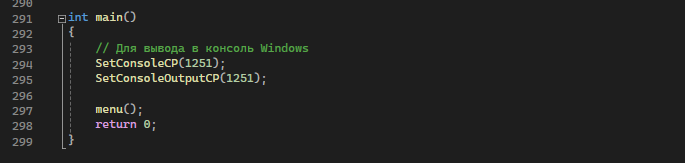 290
291 int main()
292 {
293 // Для вывода в консоль Windows
294 SetConsoleCP(1251);
295 SetConsoleOutputCP(1251);
296
297 menu();
298 return 0;
299 }